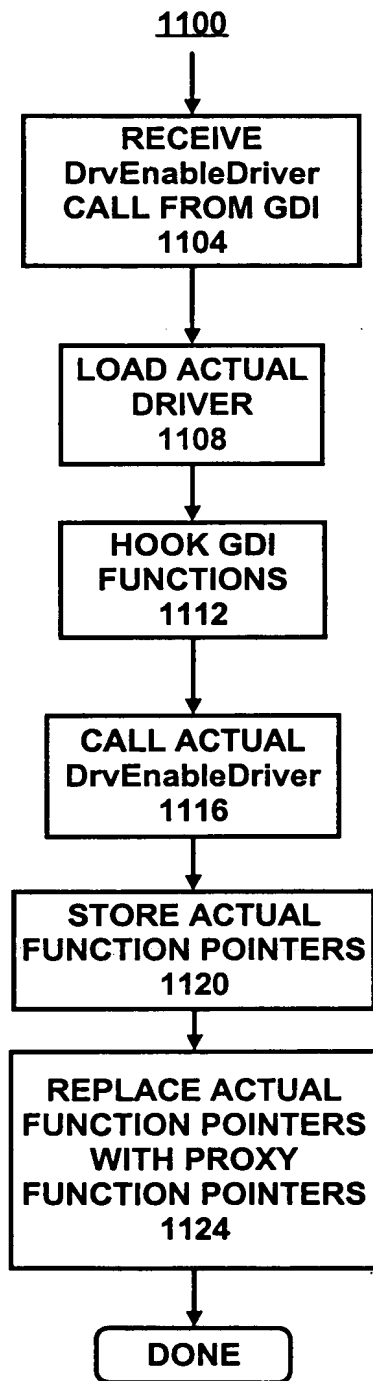 1100
RECEIVE
DrvEnableDriver
CALL FROM GDI
1104
LOAD ACTUAL
DRIVER
1108
HOOK GDI
FUNCTIONS
1112
CALL ACTUAL
DrvEnableDriver
1116
STORE ACTUAL
FUNCTION POINTERS
1120
REPLACE ACTUAL
FUNCTION POINTERS
WITH PROXY
FUNCTION POINTERS
1124
DONE